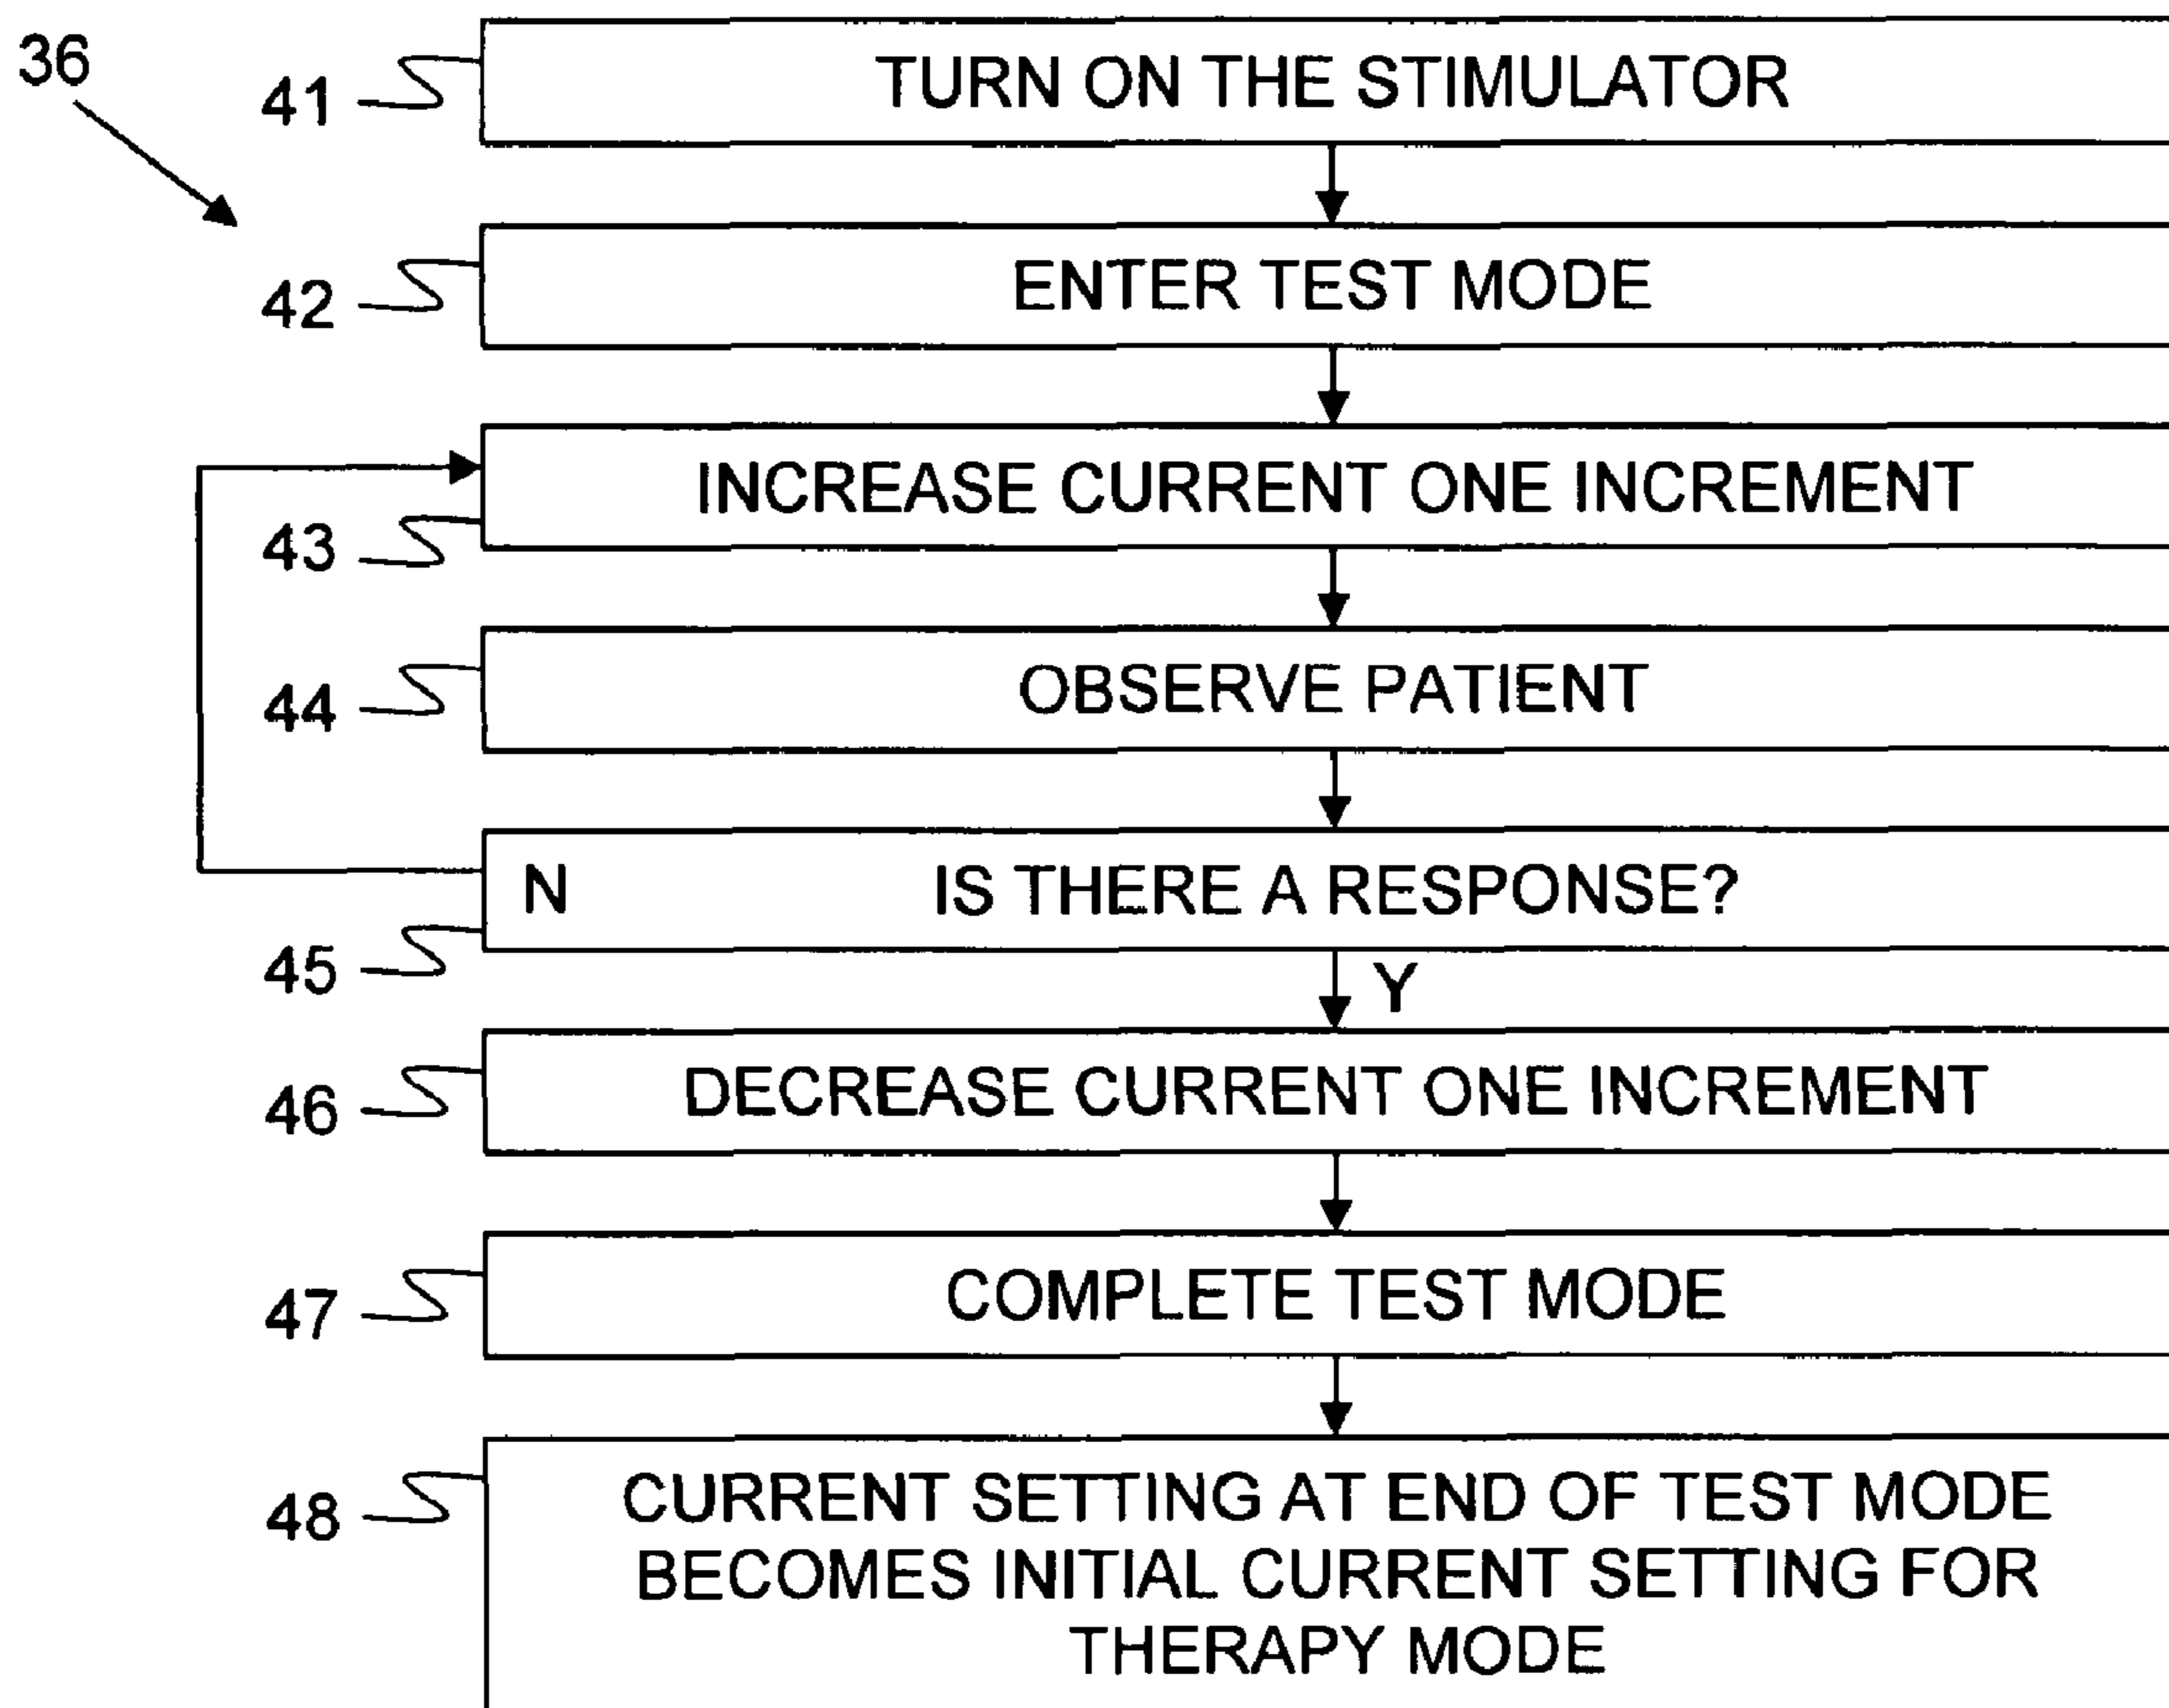 36
41 TURN ON THE STIMULATOR
42 ENTER TEST MODE
43 INCREASE CURRENT ONE INCREMENT
44 OBSERVE PATIENT
45 N IS THERE A RESPONSE?
Y
46 DECREASE CURRENT ONE INCREMENT
47 COMPLETE TEST MODE
48 CURRENT SETTING AT END OF TEST MODE
BECOMES INITIAL CURRENT SETTING FOR
THERAPY MODE